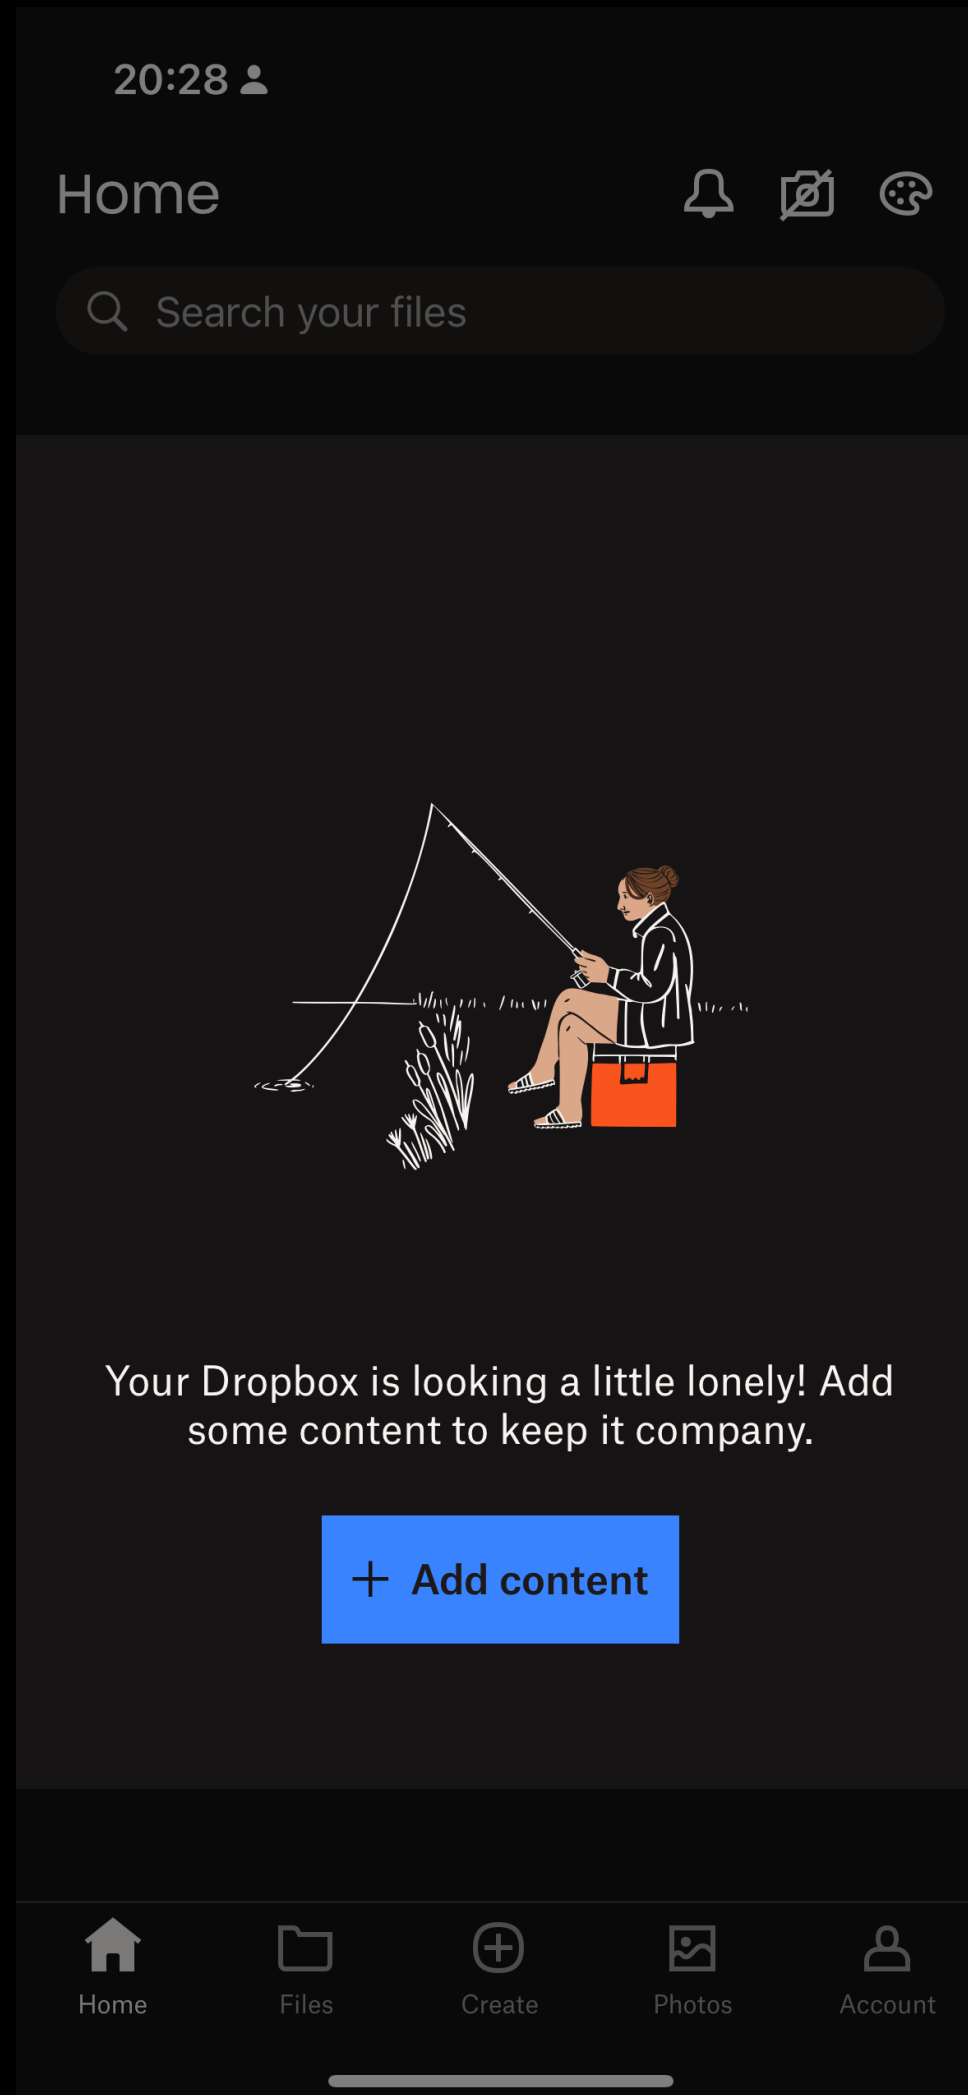 20:28
Home
Search your files
Your Dropbox is looking a little lonely! Add
some content to keep it company.
+ Add content
Home
Files
Create
Photos
Account